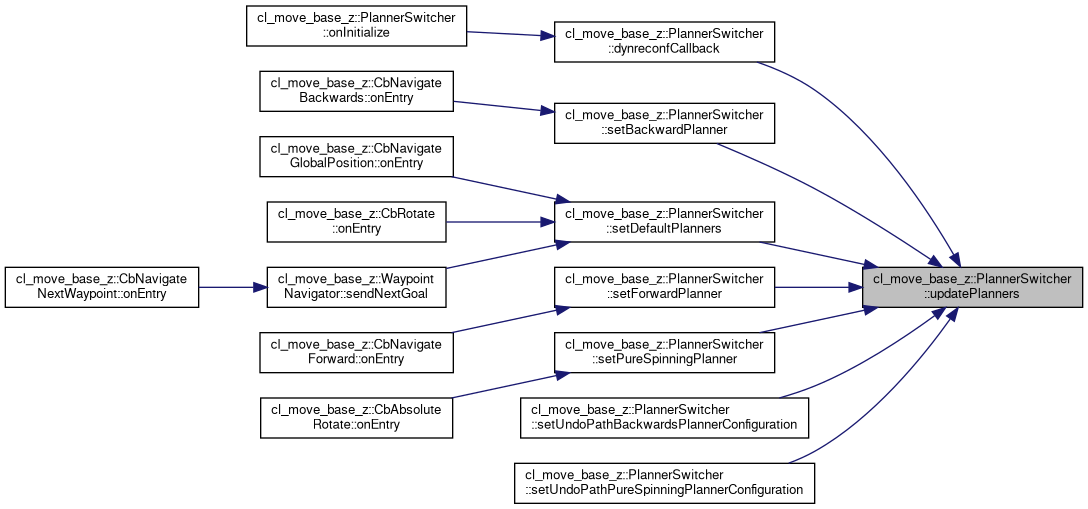 cl_move_base_z::PlannerSwitcher
::onInitialize
cl_move_base_z::PlannerSwitcher
::dynreconfCallback
cl_move_base_z::CbNavigate
Backwards::onEntry
cl_move_base_z::PlannerSwitcher
::setBackwardPlanner
cl_move_base_z::CbNavigate
GlobalPosition::onEntry
cl_move_base_z::CbRotate
::onEntry
cl_move_base_z::PlannerSwitcher
::setDefaultPlanners
cl_move_base_z::CbNavigate
NextWaypoint::onEntry
cl_move_base_z::Waypoint
Navigator::sendNextGoal
cl_move_base_z::PlannerSwitcher
::setForwardPlanner
cl_move_base_z::PlannerSwitcher
::updatePlanners
cl_move_base_z::CbNavigate
Forward::onEntry
cl_move_base_z::PlannerSwitcher
::setPureSpinningPlanner
cl_move_base_z::CbAbsolute
Rotate::onEntry
cl_move_base_z::PlannerSwitcher
::setUndoPathBackwardsPlannerConfiguration
cl_move_base_z::PlannerSwitcher
::setUndoPathPureSpinningPlannerConfiguration